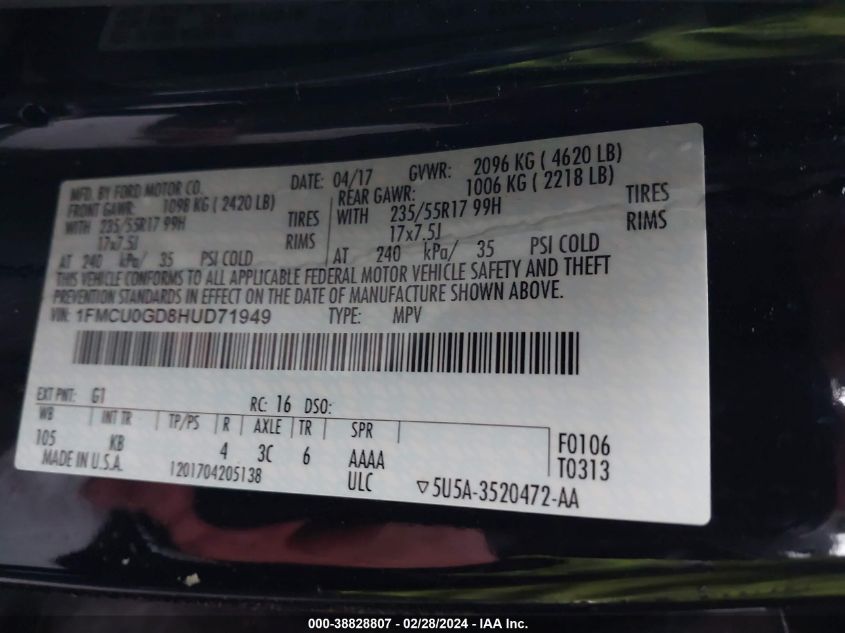 MFD. BY FORD MOTOR CO.
DATE: 04/17 GVWR: 2096 KG ( 4620 LB)
FRONT GAWR: 1098 KG ( 2420 LB)
WITH 235/55R17 99H TIRES
17x7.5J RIMS
AT 240 kPa/ 35 PSI COLD
REAR GAWR: 1006 KG ( 2218 LB)
WITH 235/55R17 99H TIRES
17x7.5J RIMS
AT 240 kPa/ 35 PSI COLD
THIS VEHICLE CONFORMS TO ALL APPLICABLE FEDERAL MOTOR VEHICLE SAFETY AND THEFT
PREVENTION STANDARDS IN EFFECT ON THE DATE OF MANUFACTURE SHOWN ABOVE.
VIN: 1FMCU0GD8HUD71949 TYPE: MPV
EXT PNT: G1 RC: 16 DSO:
WB INT TR TP/PS R AXLE TR SPR
105 KB 4 3C 6 AAAA
F0106
T0313
MADE IN U.S.A. 1201704205138 ULC ▽5U5A-3520472-AA
000-38828807 - 02/28/2024 - IAA Inc.